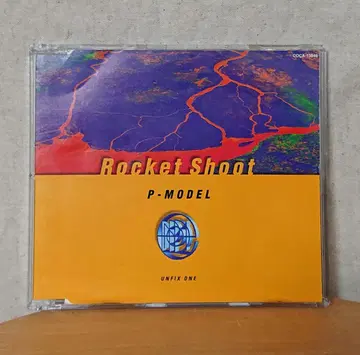 Rocket Shoot
P-MODEL
UNFIX ONE